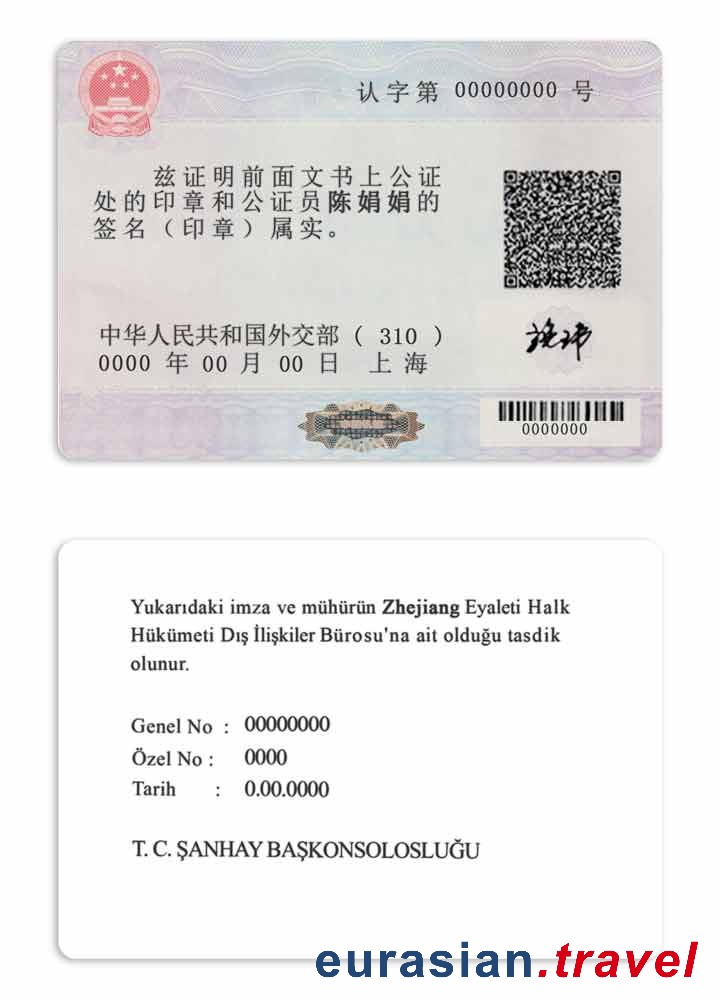 认字第 00000000 号
兹证明前面文书上公证
处的印章和公证员陈娟娟的
签名（印章）属实。
中华人民共和国外交部 ( 310 )
0000 年 00 月 00 日 上海
0000000
Yukarıdaki imza ve mühürün Zhejiang Eyaleti Halk
Hükümeti Dış İlişkiler Bürosu'na ait olduğu tasdik
olunur.
Genel No : 00000000
Özel No : 0000
Tarih : 0.00.0000
T. C. ŞANHAY BAŞKONSOLOSLUĞU
eurasian.travel